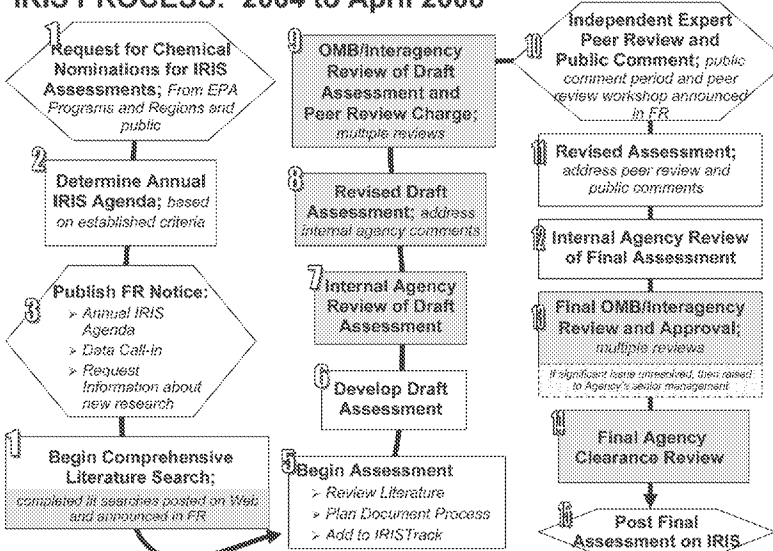 IRIS PROCESS: 2004 to April 2008
1
Request for Chemical
Nominations for IRIS
Assessments; From EPA
Programs and Regions and
public
2
Determine Annual
IRIS Agenda; based
on established criteria
3
Publish FR Notice:
➢ Annual IRIS
Agenda
➢ Data Call-in
➢ Request
Information about
new research
Begin Comprehensive
Literature Search;
completed lit searches posted on Web
and announced in FR
5
Begin Assessment
➢ Review Literature
➢ Plan Document Process
➢ Add to IRISTrack
6
Develop Draft
Assessment
7
Internal Agency
Review of Draft
Assessment
8
Revised Draft
Assessment; address
internal agency comments
9
OMB/Interagency
Review of Draft
Assessment and
Peer Review Charge;
multiple reviews
10
Independent Expert
Peer Review and
Public Comment; public
comment period and peer
review workshop announced
in FR
11
Revised Assessment;
address peer review and
public comments
12
Internal Agency Review
of Final Assessment
13
Final OMB/Interagency
Review and Approval;
multiple reviews
If significant issue unresolved, then raised
to Agency's senior management
14
Final Agency
Clearance Review
15
Post Final
Assessment on IRIS